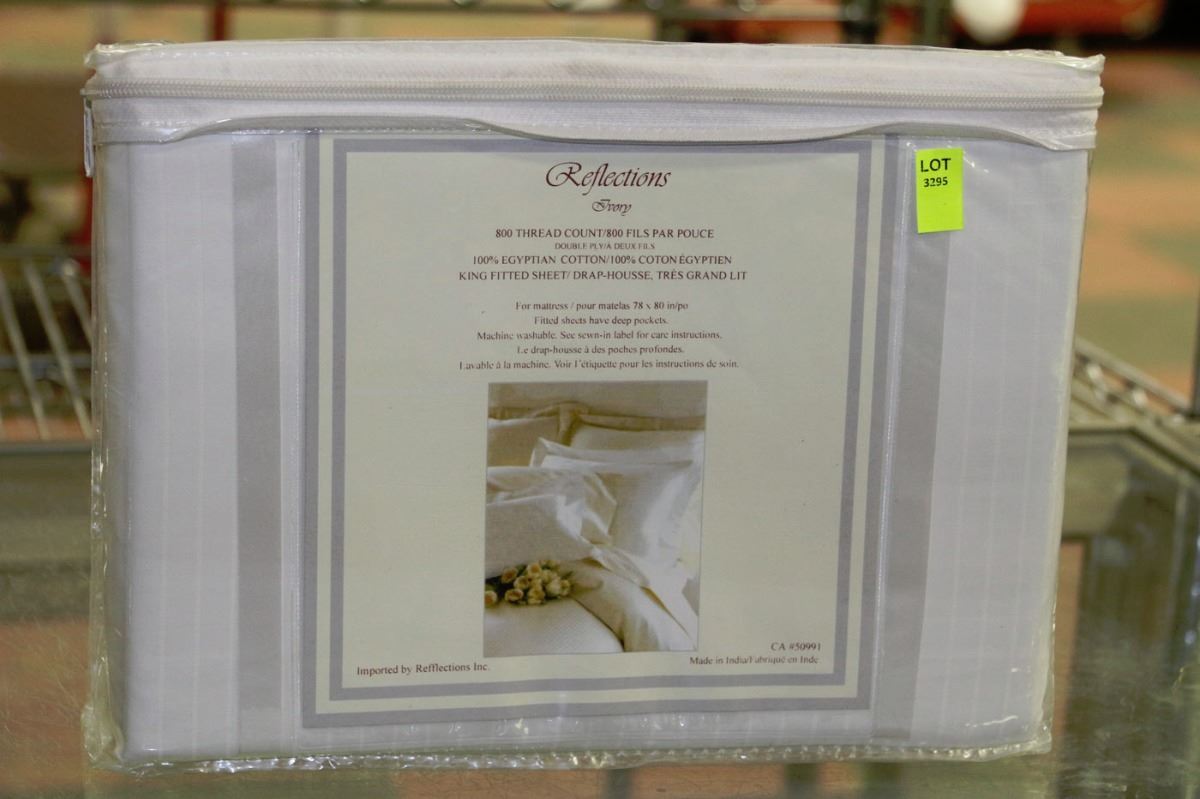 Reflections
Ivory
800 THREAD COUNT/800 FILS PAR POUCE
DOUBLE PLY/À DEUX FILS
100% EGYPTIAN COTTON/100% COTON ÉGYPTIEN
KING FITTED SHEET/ DRAP-HOUSSE, TRÈS GRAND LIT
For mattress / pour matelas 78 x 80 in/po
Fitted sheets have deep pockets.
Machine washable. See sewn-in label for care instructions.
Le drap-housse à des poches profondes.
Lavable à la machine. Voir l'étiquette pour les instructions de soin.
CA #50991
Imported by Refflections Inc.
Made in India/Fabriqué en Inde
LOT
3295